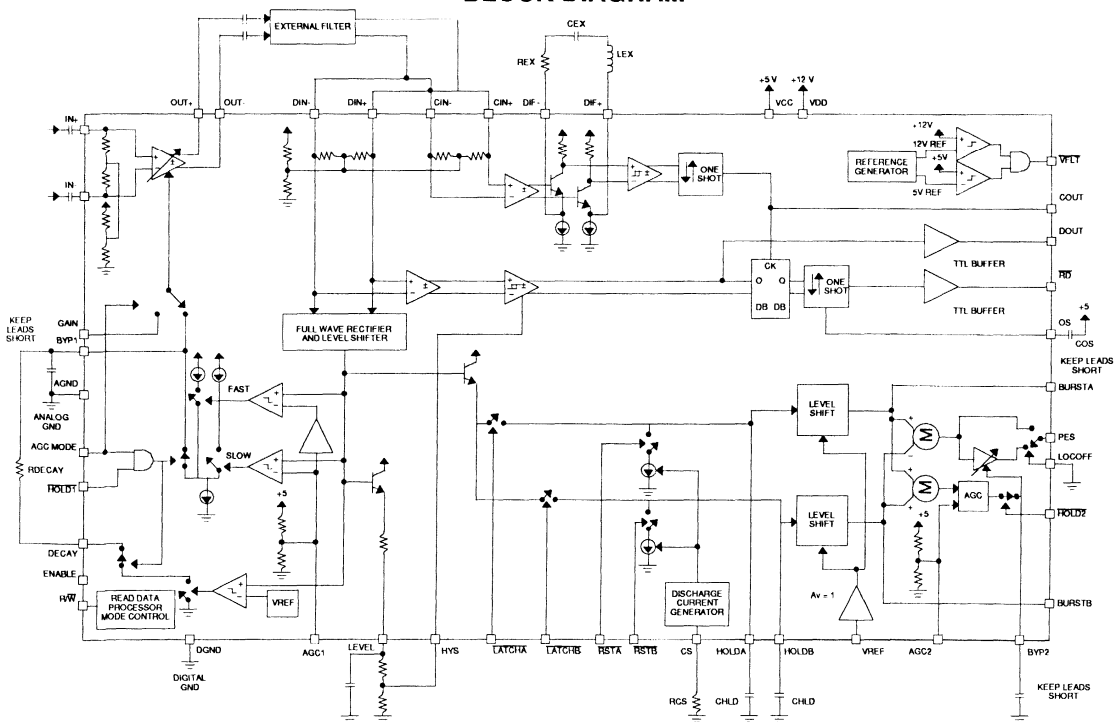 BLOCK DIAGRAM
EXTERNAL FILTER
CEX
REX
LEX
OUT+
OUT-
DIN-
DIN+
CIN-
CIN+
DIF-
DIF+
+5 V
+12 V
VCC
VDD
IN+
IN-
+12V
12V REF
+5V
5V REF
REFERENCE
GENERATOR
VFLT
ONE
SHOT
COUT
DOUT
TTL BUFFER
CK
D
Q
DB
DB
ONE
SHOT
RD
TTL BUFFER
OS
+5
COS
KEEP LEADS
SHORT
FULL WAVE RECTIFIER
AND LEVEL SHIFTER
KEEP
LEADS
SHORT
GAIN
BYP1
AGND
ANALOG
GND
AGC MODE
RDECAY
HOLD1
DECAY
ENABLE
R/W
FAST
SLOW
+5
READ DATA
PROCESSOR
MODE CONTROL
VREF
LEVEL
SHIFT
LEVEL
SHIFT
BURSTA
M
PES
LOCOFF
M
AGC
+5
HOLD2
DISCHARGE
CURRENT
GENERATOR
Av = 1
BURSTB
DGND
DIGITAL
GND
AGC1
LEVEL
HYS
LATCHA
LATCHB
RSTA
RSTB
CS
HOLDA
HOLDB
VREF
AGC2
BYP2
RCS
CHLD
CHLD
KEEP LEADS
SHORT